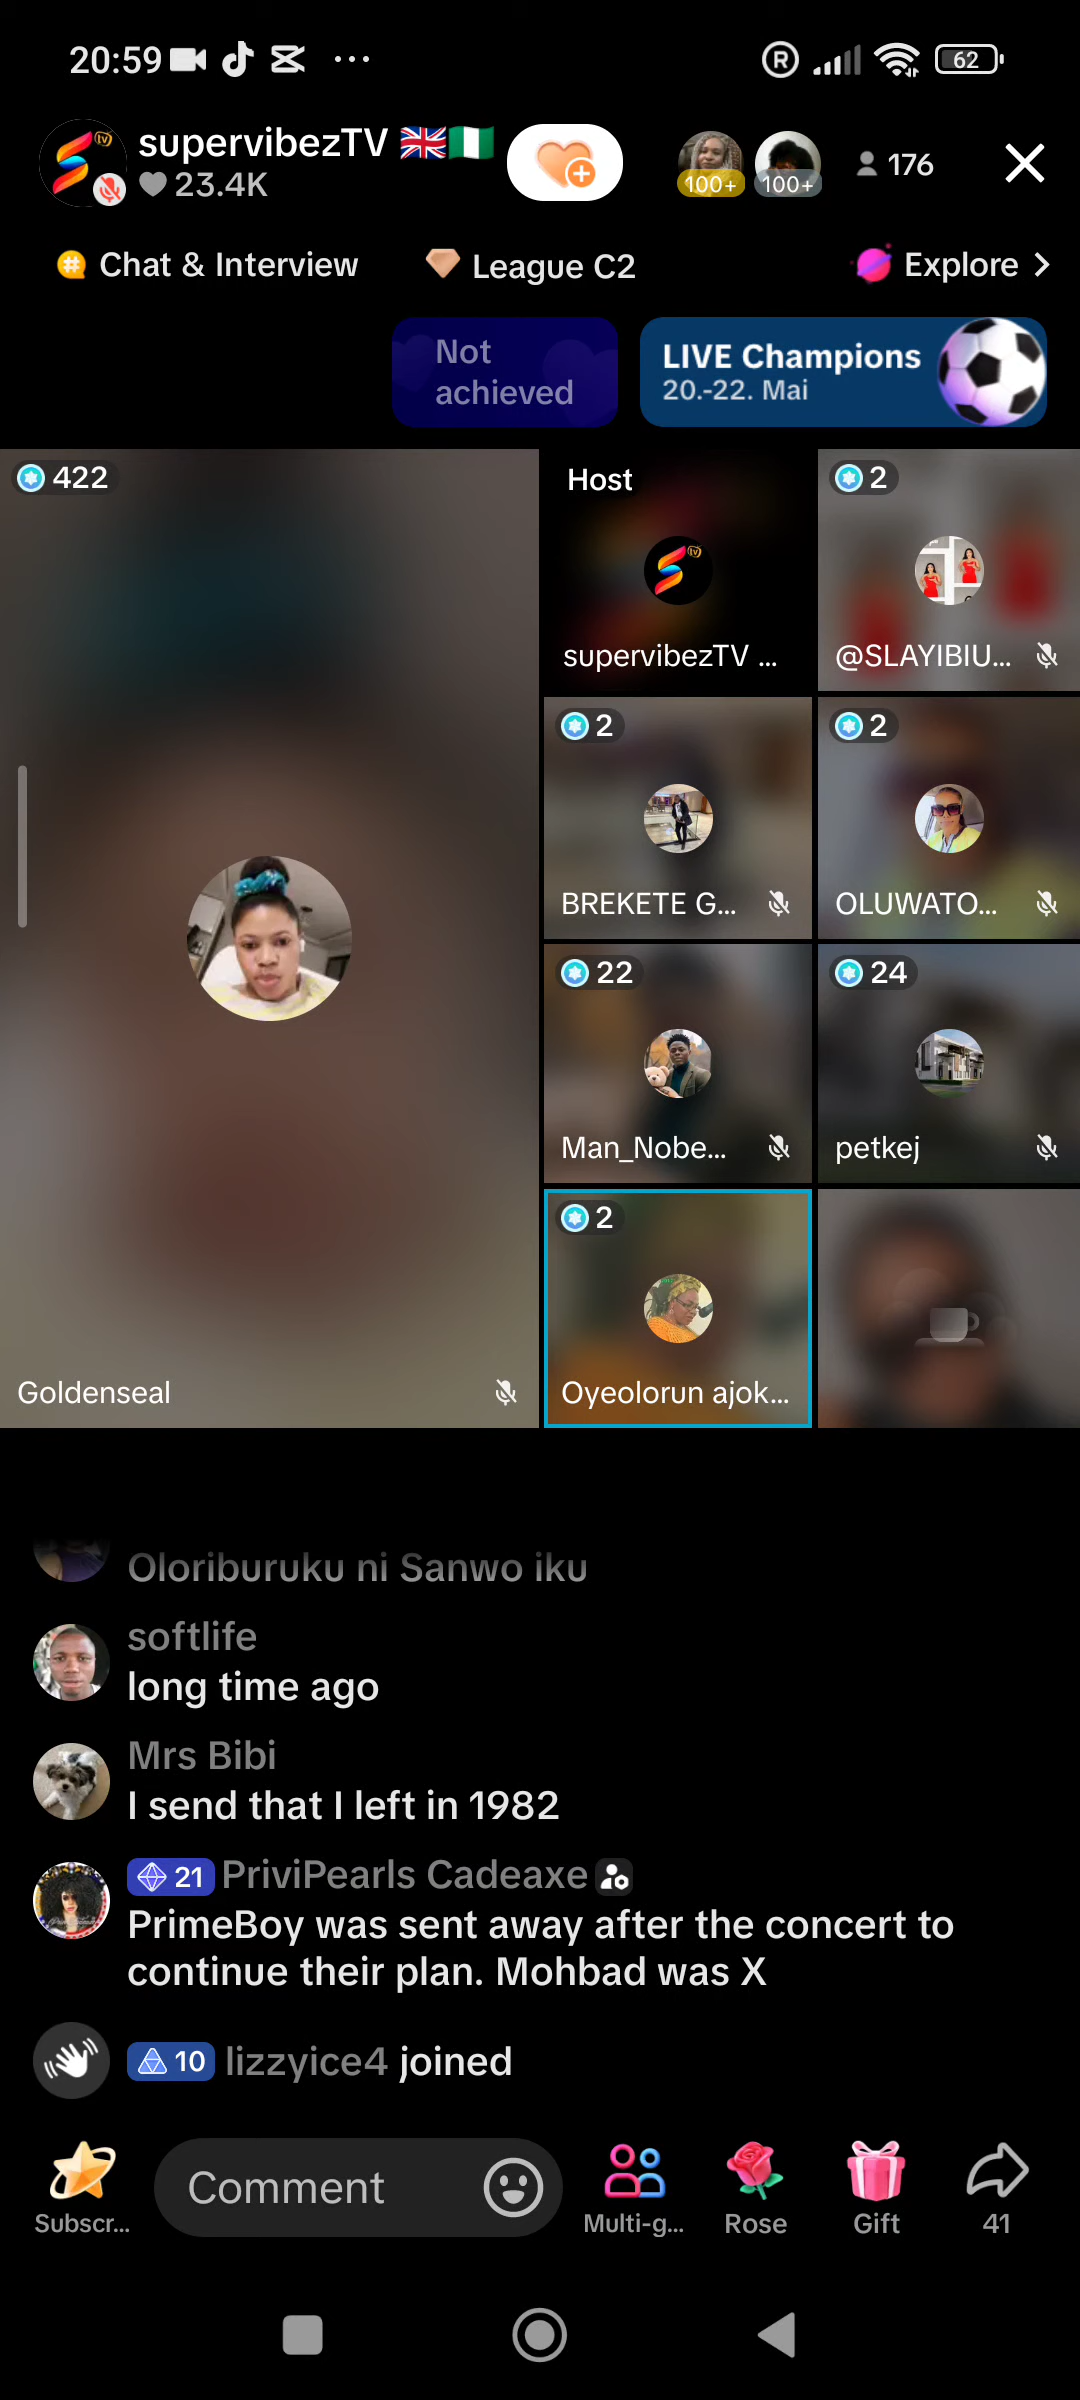 20:59
R
62
supervibezTV 🇬🇧🇳🇬
23.4K
100+
100+
176
Chat & Interview
League C2
Explore
Not
achieved
LIVE Champions
20.-22. Mai
422
Host
2
supervibezTV ...
@SLAYIBIU...
2
2
BREKETE G...
OLUWATO...
22
24
Man_Nobe...
petkej
2
Goldenseal
Oyeolorun ajok...
Oloriburuku ni Sanwo iku
softlife
long time ago
Mrs Bibi
I send that I left in 1982
21 PriviPearls Cadeaxe
PrimeBoy was sent away after the concert to
continue their plan. Mohbad was X
10 lizzyice4 joined
Comment
Subscr...
Multi-g...
Rose
Gift
41